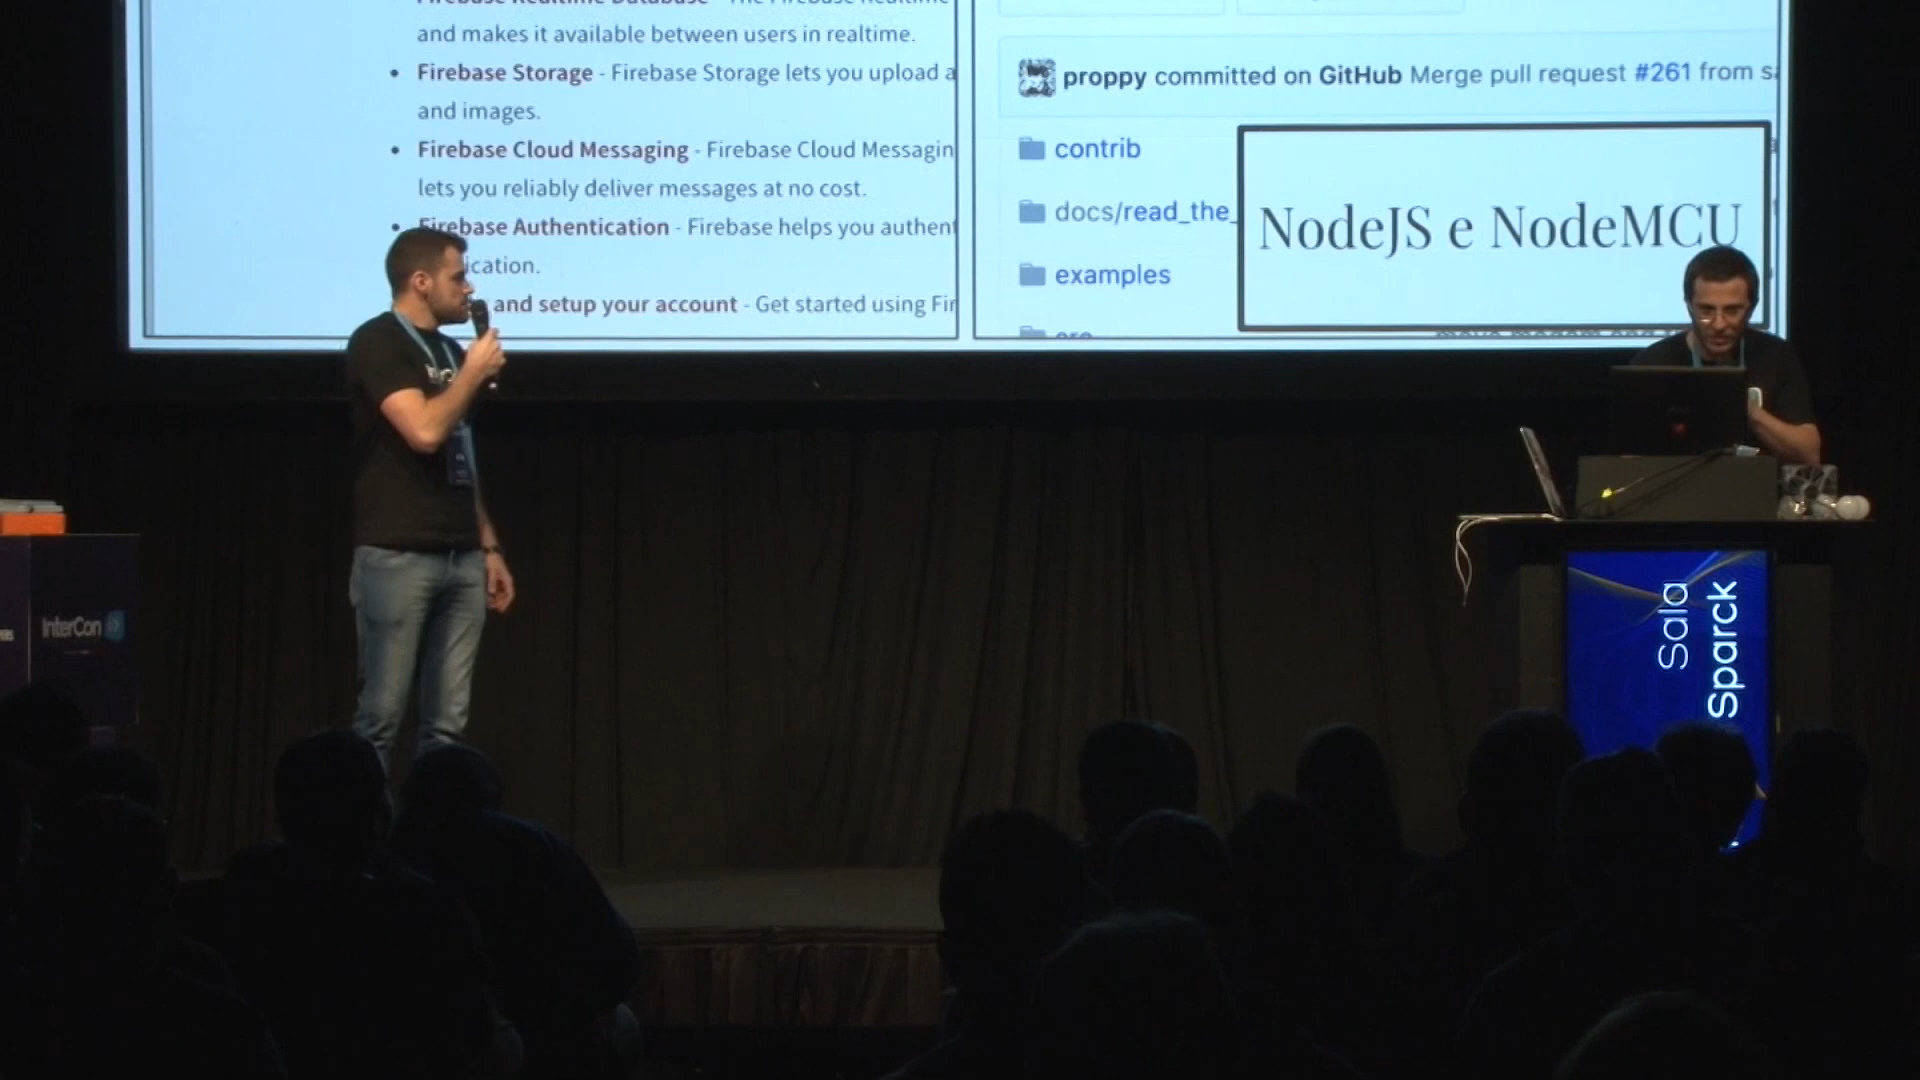 and makes it available between users in realtime.
• Firebase Storage - Firebase Storage lets you upload a
and images.
• Firebase Cloud Messaging - Firebase Cloud Messagin
lets you reliably deliver messages at no cost.
• Firebase Authentication - Firebase helps you authent
ication.
and setup your account - Get started using Fir
proppy committed on GitHub Merge pull request #261 from sa
contrib
docs/read_the_
examples
NodeJS e NodeMCU
InterCon
Sala
Sparck